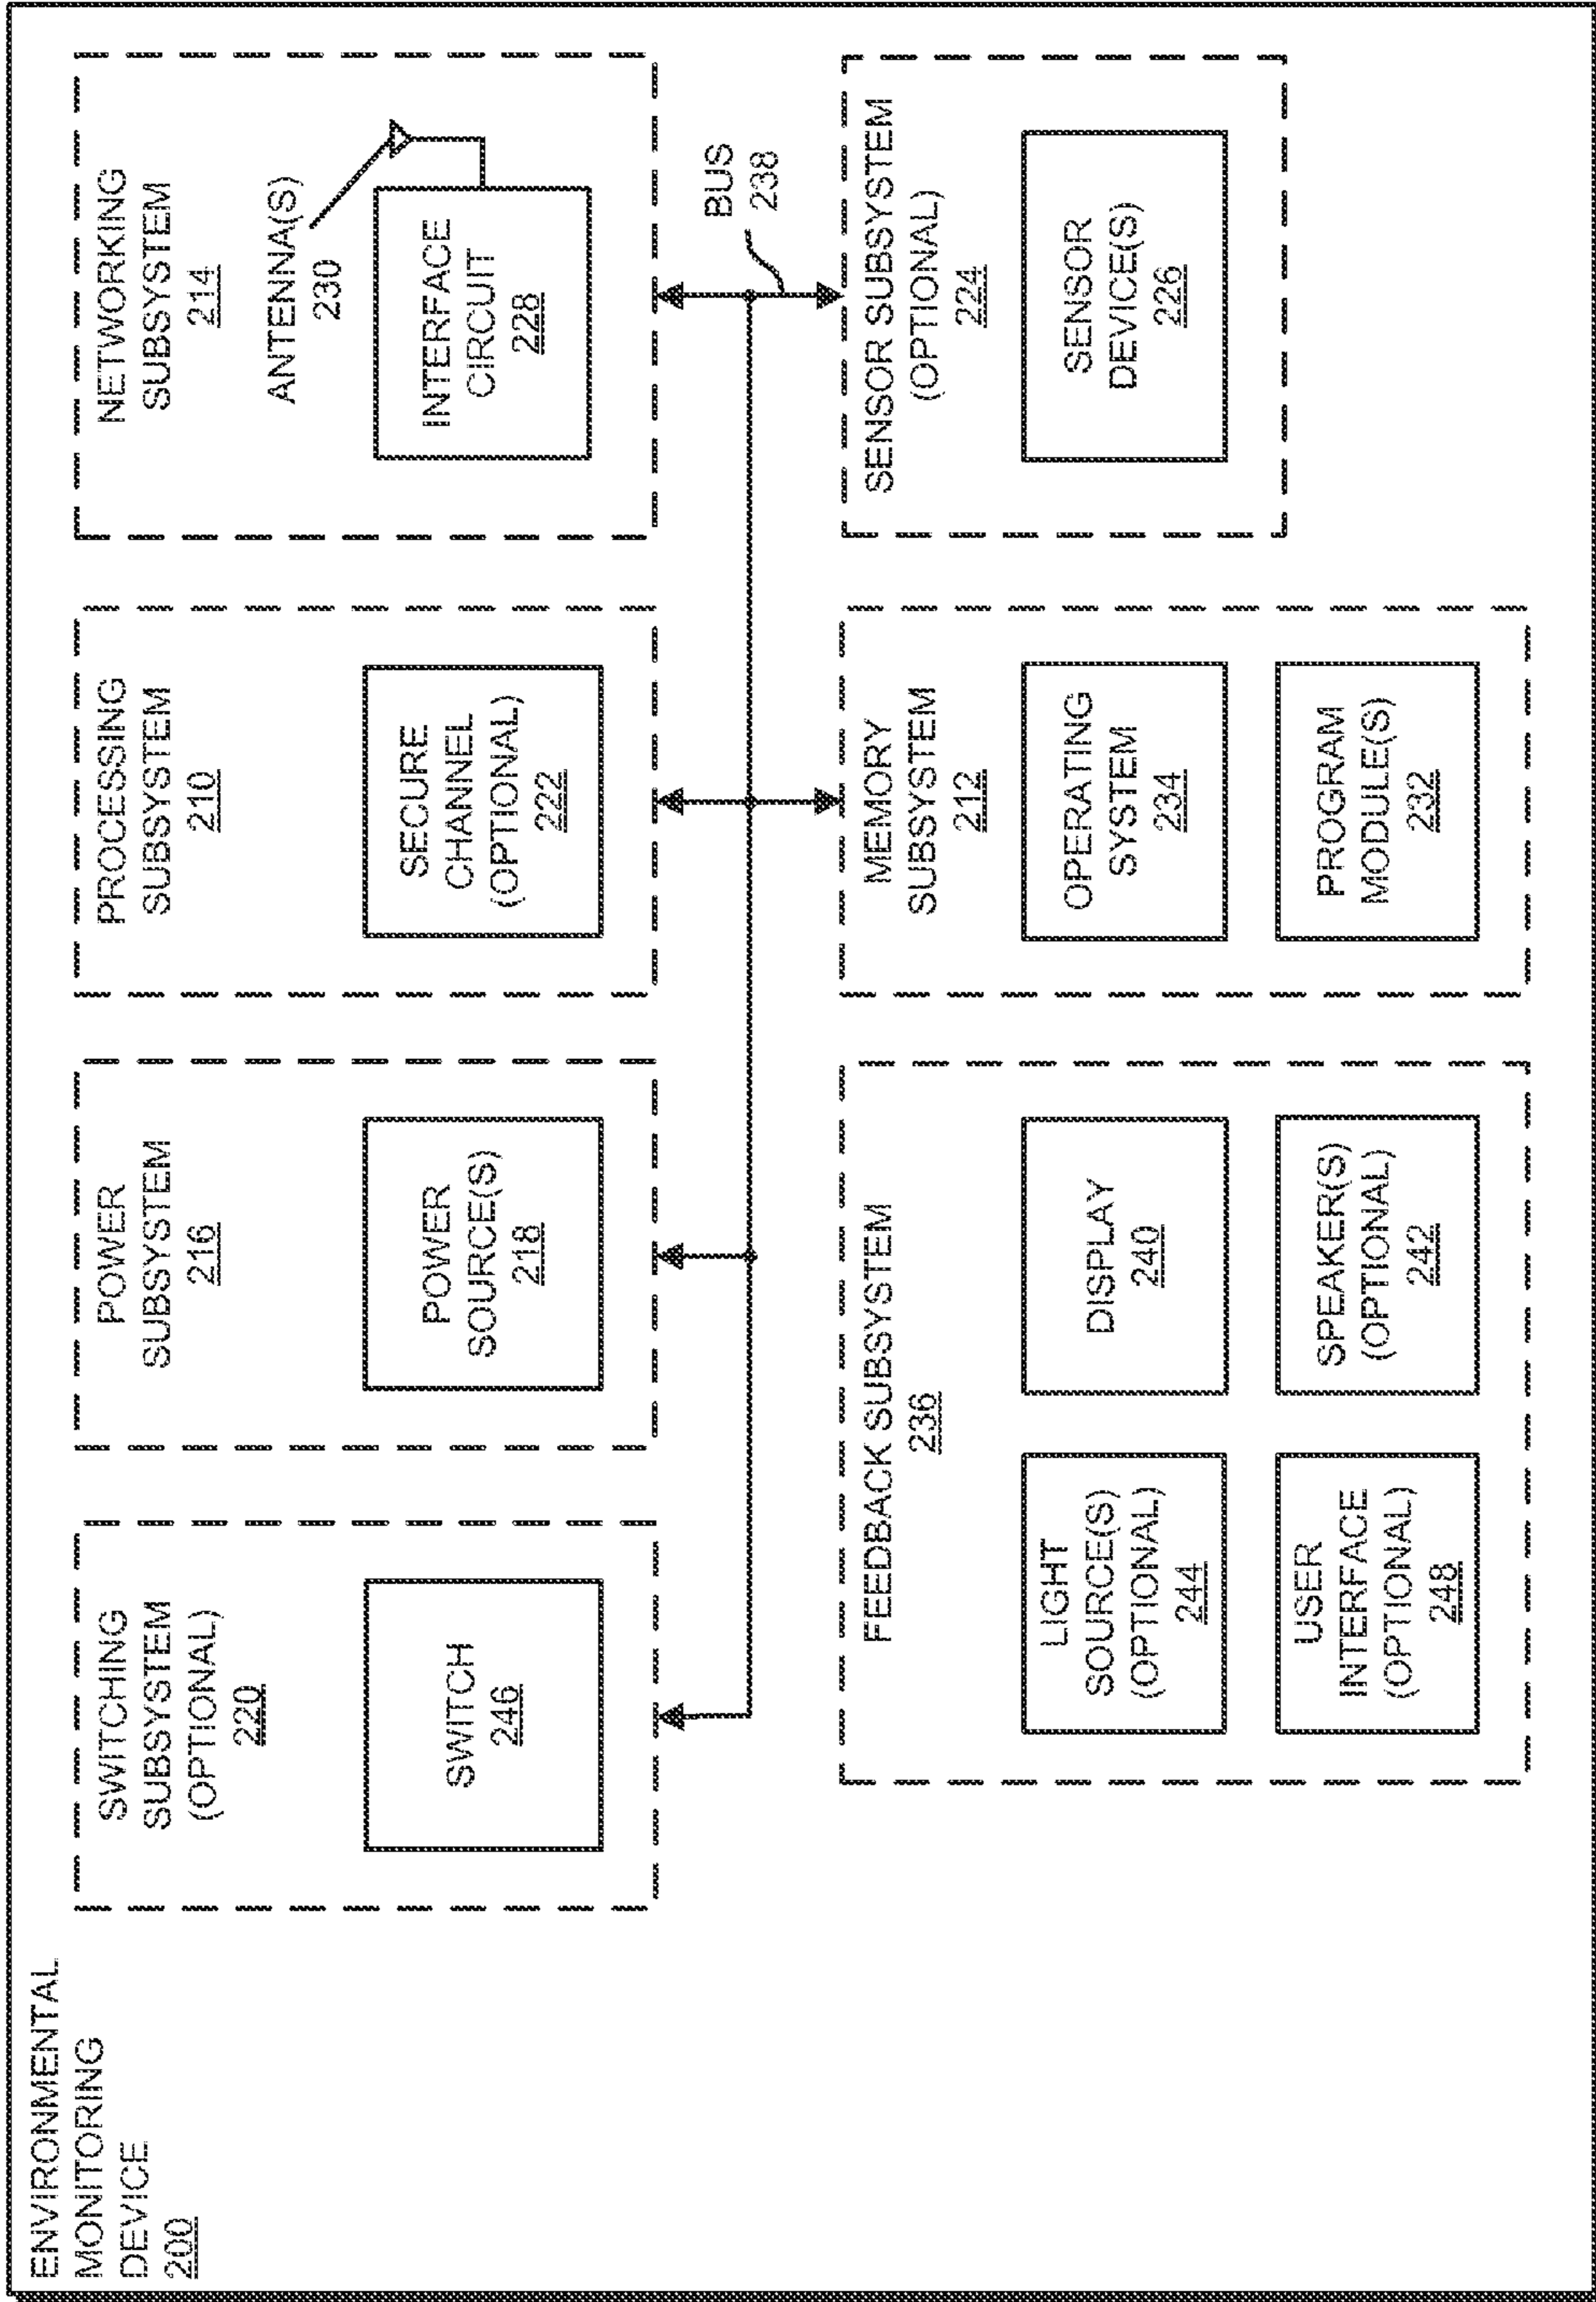 ENVIRONMENTAL
MONITORING
DEVICE
200
SWITCHING
SUBSYSTEM
(OPTIONAL)
220
SWITCH
246
POWER
SUBSYSTEM
216
POWER
SOURCE(S)
218
PROCESSING
SUBSYSTEM
210
SECURE
CHANNEL
(OPTIONAL)
222
NETWORKING
SUBSYSTEM
214
ANTENNA(S)
230
INTERFACE
CIRCUIT
228
BUS
238
FEEDBACK SUBSYSTEM
236
LIGHT
SOURCE(S)
(OPTIONAL)
244
DISPLAY
240
USER
INTERFACE
(OPTIONAL)
248
SPEAKER(S)
(OPTIONAL)
242
MEMORY
SUBSYSTEM
212
OPERATING
SYSTEM
234
PROGRAM
MODULE(S)
232
SENSOR SUBSYSTEM
(OPTIONAL)
224
SENSOR
DEVICE(S)
226